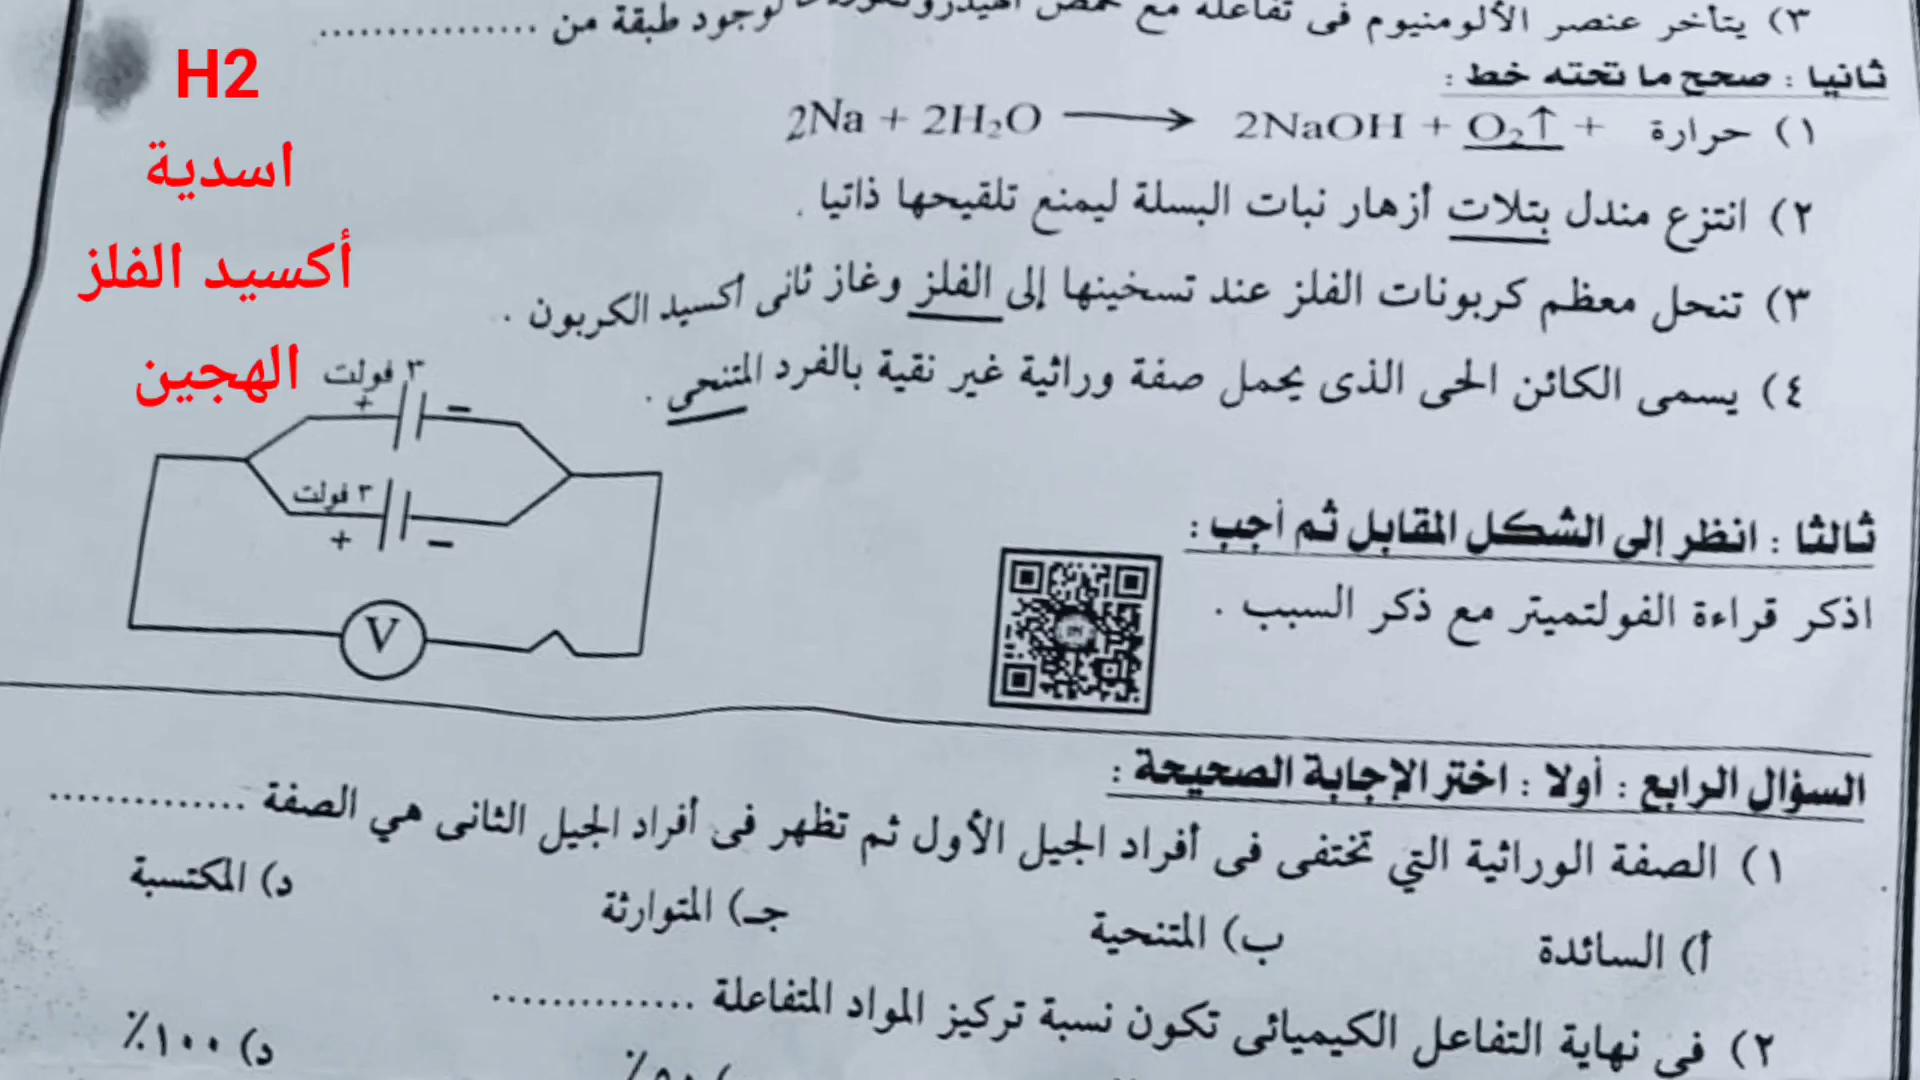 ٣) يتأخر عنصر الألومنيوم فى تفاعله مع حمض الهيدروكلوريك لوجود طبقة من ................
ثانيا : صحح ما تحته خط :
١) 2Na + 2H₂O ⟶ 2NaOH + O₂↑ + حرارة
٢) انتزع مندل بتلات أزهار نبات البسلة ليمنع تلقيحها ذاتيا .
٣) تنحل معظم كربونات الفلز عند تسخينها إلى الفلز وغاز ثانى أكسيد الكربون .
٤) يسمى الكائن الحى الذى يحمل صفة وراثية غير نقية بالفرد المتنحى .
H2
اسدية
أكسيد الفلز
الهجين
٣ فولت
+ −
٣ فولت
+ −
V
ثالثا : انظر إلى الشكل المقابل ثم أجب :
اذكر قراءة الفولتميتر مع ذكر السبب .
السؤال الرابع : أولا : اختر الإجابة الصحيحة :
١) الصفة الوراثية التي تختفى فى أفراد الجيل الأول ثم تظهر فى أفراد الجيل الثانى هي الصفة ..............
أ) السائدة ب) المتنحية جـ) المتوارثة د) المكتسبة
٢) فى نهاية التفاعل الكيميائى تكون نسبة تركيز المواد المتفاعلة ..............
د) ١٠٠٪